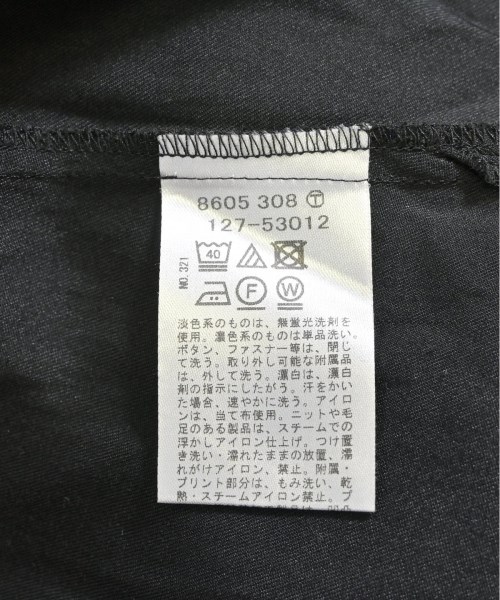 8605 308 Ⓣ
127-53012
NO.321
40
F W
淡色系のものは、無蛍光洗剤を
使用。濃色系のものは単品洗い。
ボタン、ファスナー等は、閉じ
て洗う。取り外し可能な附属品
は、外して洗う。漂白は、漂白
剤の指示にしたがう。汗をかい
た場合、速やかに洗う。アイロ
ンは、当て布使用。ニットや毛
足のある製品は、スチームでの
浮かしアイロン仕上げ。つけ置
き洗い・濡れたままの放置、濡
れがけアイロン、禁止。附属・
プリント部分は、もみ洗い、乾
熱・スチームアイロン禁止。プ